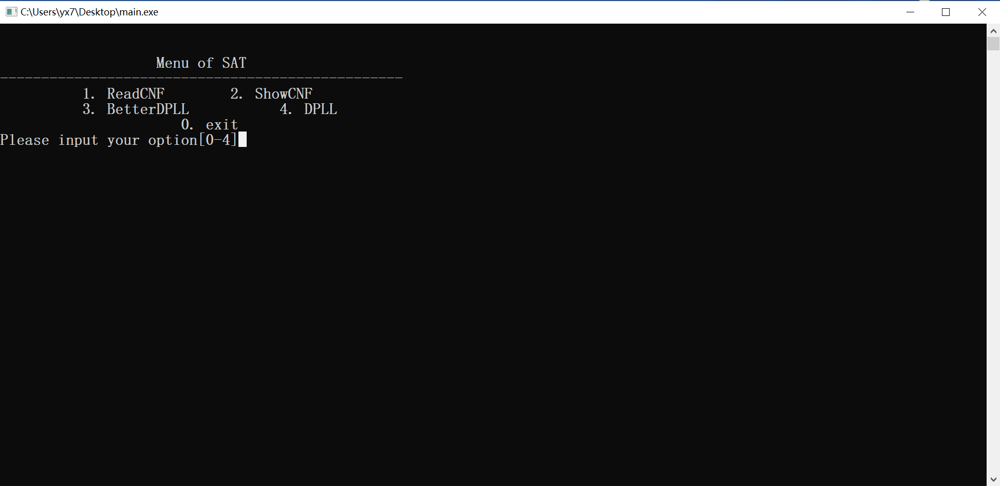 C:\Users\yx7\Desktop\main.exe
Menu of SAT
-------------------------------------------------
1. ReadCNF 2. ShowCNF
3. BetterDPLL 4. DPLL
0. exit
Please input your option[0-4]